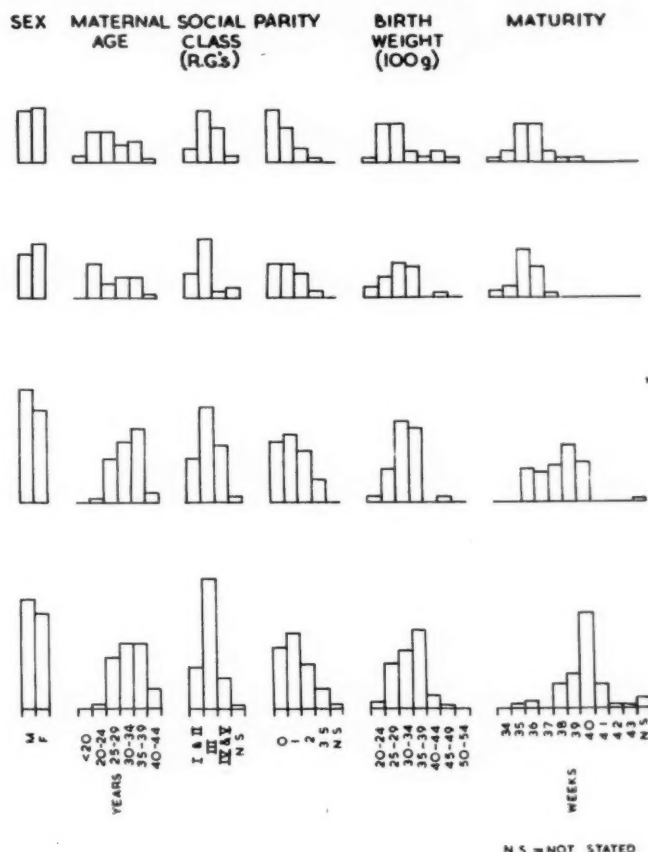 SEX MATERNAL AGE SOCIAL CLASS (R.G.'s) PARITY BIRTH WEIGHT (100g) MATURITY
M
F
<20
20-24
25-29
30-34
35-39
40-44
YEARS
I & II
III
IV & V
N S
0
1
2
3 5
N S
20-24
25-29
30-34
35-39
40-44
45-49
50-54
34
35
36
37
38
39
40
41
42
43
N S
WEEKS
N.S. = NOT STATED